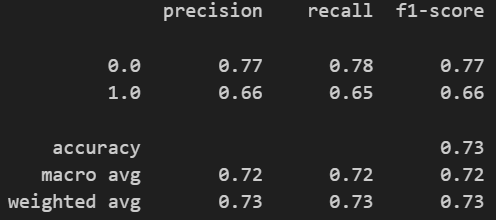 precision recall f1-score
0.0 0.77 0.78 0.77
1.0 0.66 0.65 0.66
accuracy 0.73
macro avg 0.72 0.72 0.72
weighted avg 0.73 0.73 0.73